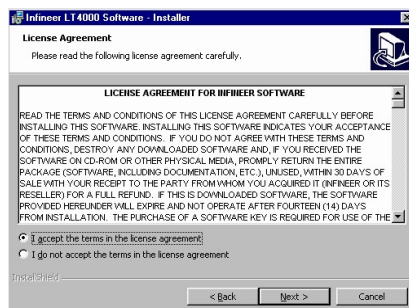 Infineer LT4000 Software - Installer
License Agreement
Please read the following license agreement carefully.
LICENSE AGREEMENT FOR INFINEER SOFTWARE
READ THE TERMS AND CONDITIONS OF THIS LICENSE AGREEMENT CAREFULLY BEFORE
INSTALLING THIS SOFTWARE. INSTALLING THIS SOFTWARE INDICATES YOUR ACCEPTANCE
OF THESE TERMS AND CONDITIONS. IF YOU DO NOT AGREE WITH THESE TERMS AND
CONDITIONS, DESTROY ANY DOWNLOADED SOFTWARE AND, IF YOU RECEIVED THE
SOFTWARE ON CD-ROM OR OTHER PHYSICAL MEDIA, PROMPLY RETURN THE ENTIRE
PACKAGE (SOFTWARE, INCLUDING DOCUMENTATION, ETC.), UNUSED, WITHIN 30 DAYS OF
SALE WITH YOUR RECEIPT TO THE PARTY FROM WHOM YOU ACQUIRED IT (INFINEER OR ITS
RESELLER) FOR A FULL REFUND. IF THIS IS DOWNLOADED SOFTWARE, THE SOFTWARE
PROVIDED HEREUNDER WILL EXPIRE AND NOT OPERATE AFTER FOURTEEN (14) DAYS
FROM INSTALLATION. THE PURCHASE OF A SOFTWARE KEY IS REQUIRED FOR USE OF THE
I accept the terms in the license agreement
I do not accept the terms in the license agreement
InstallShield
< Back Next > Cancel